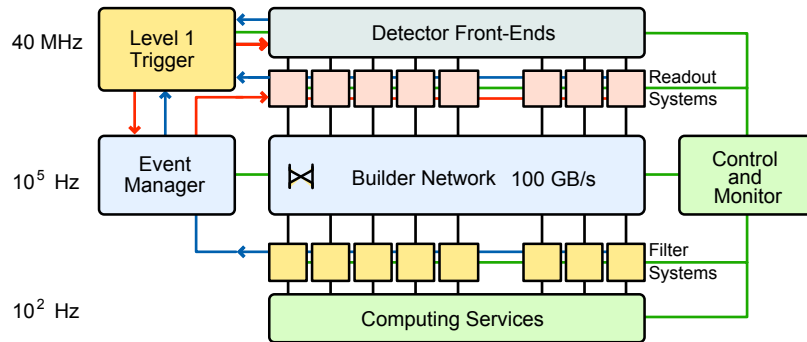 40 MHz
Level 1
Trigger
Detector Front-Ends
Readout
Systems
10⁵ Hz
Event
Manager
Builder Network 100 GB/s
Control
and
Monitor
Filter
Systems
10² Hz
Computing Services